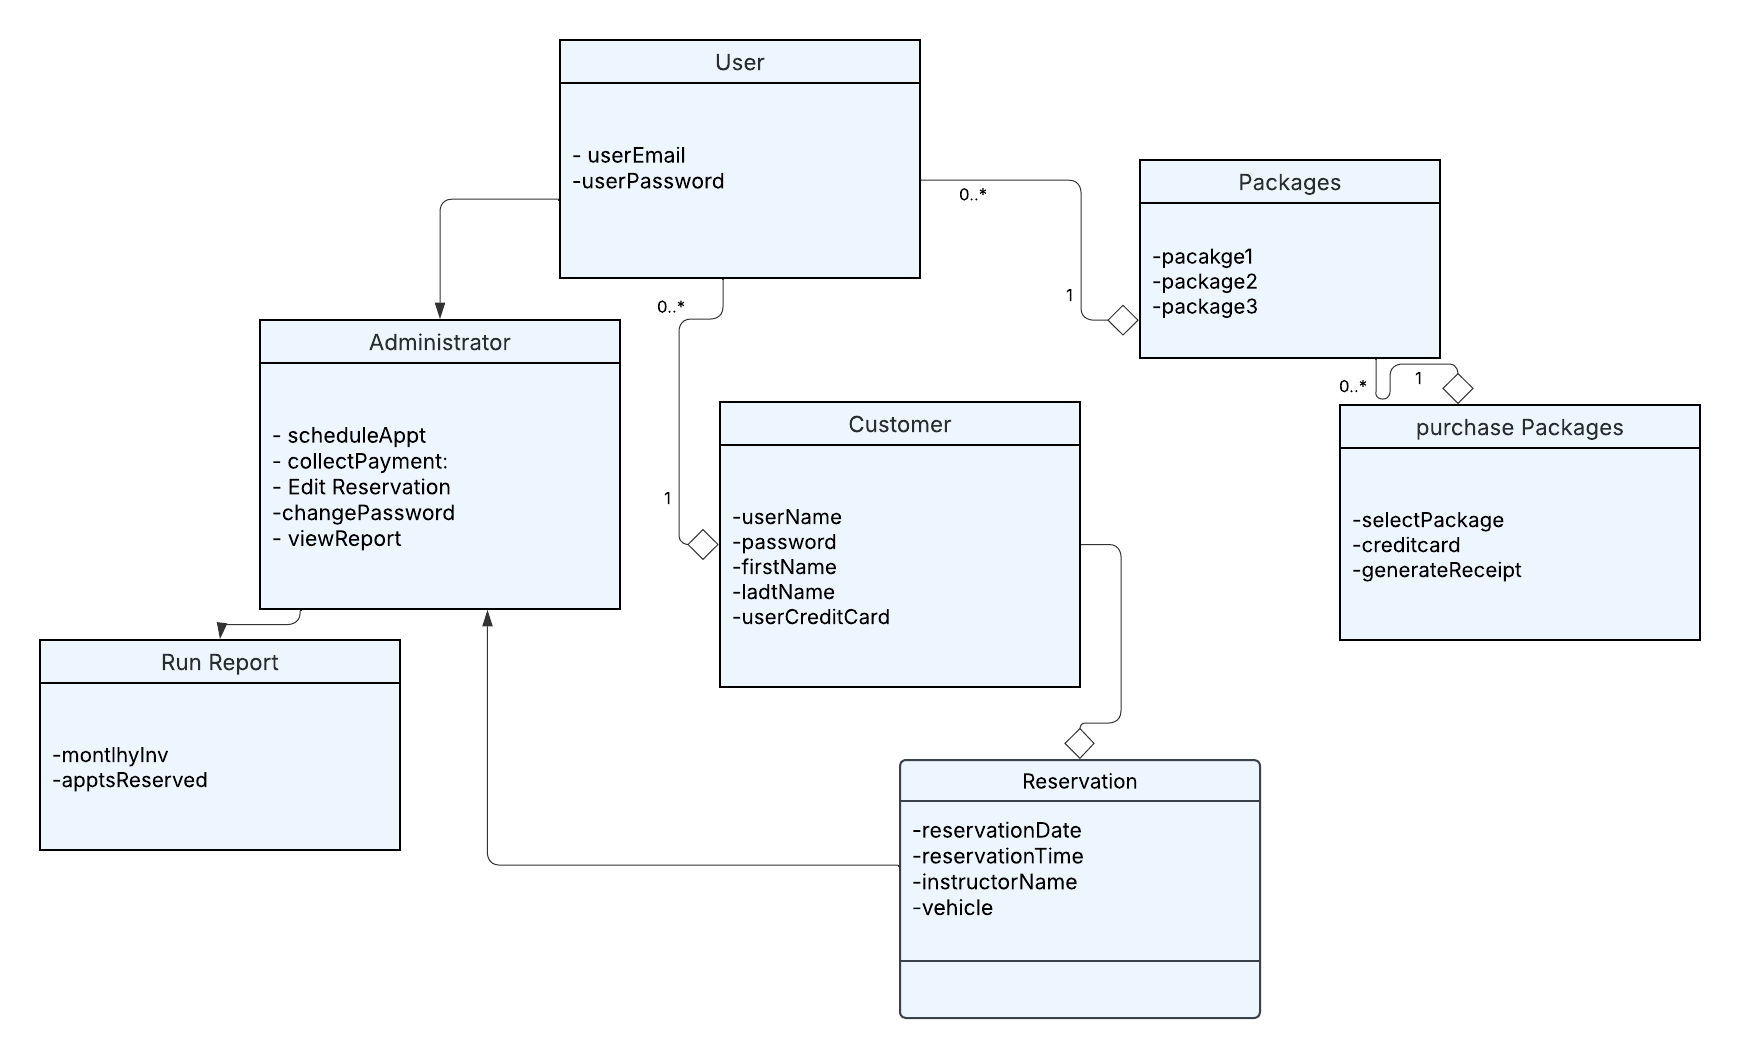 User
- userEmail
-userPassword
0..*
1
Packages
-pacakge1
-package2
-package3
0..*
1
Administrator
- scheduleAppt
- collectPayment:
- Edit Reservation
-changePassword
- viewReport
0..*
1
Customer
-userName
-password
-firstName
-ladtName
-userCreditCard
purchase Packages
-selectPackage
-creditcard
-generateReceipt
Run Report
-montlhyInv
-apptsReserved
Reservation
-reservationDate
-reservationTime
-instructorName
-vehicle